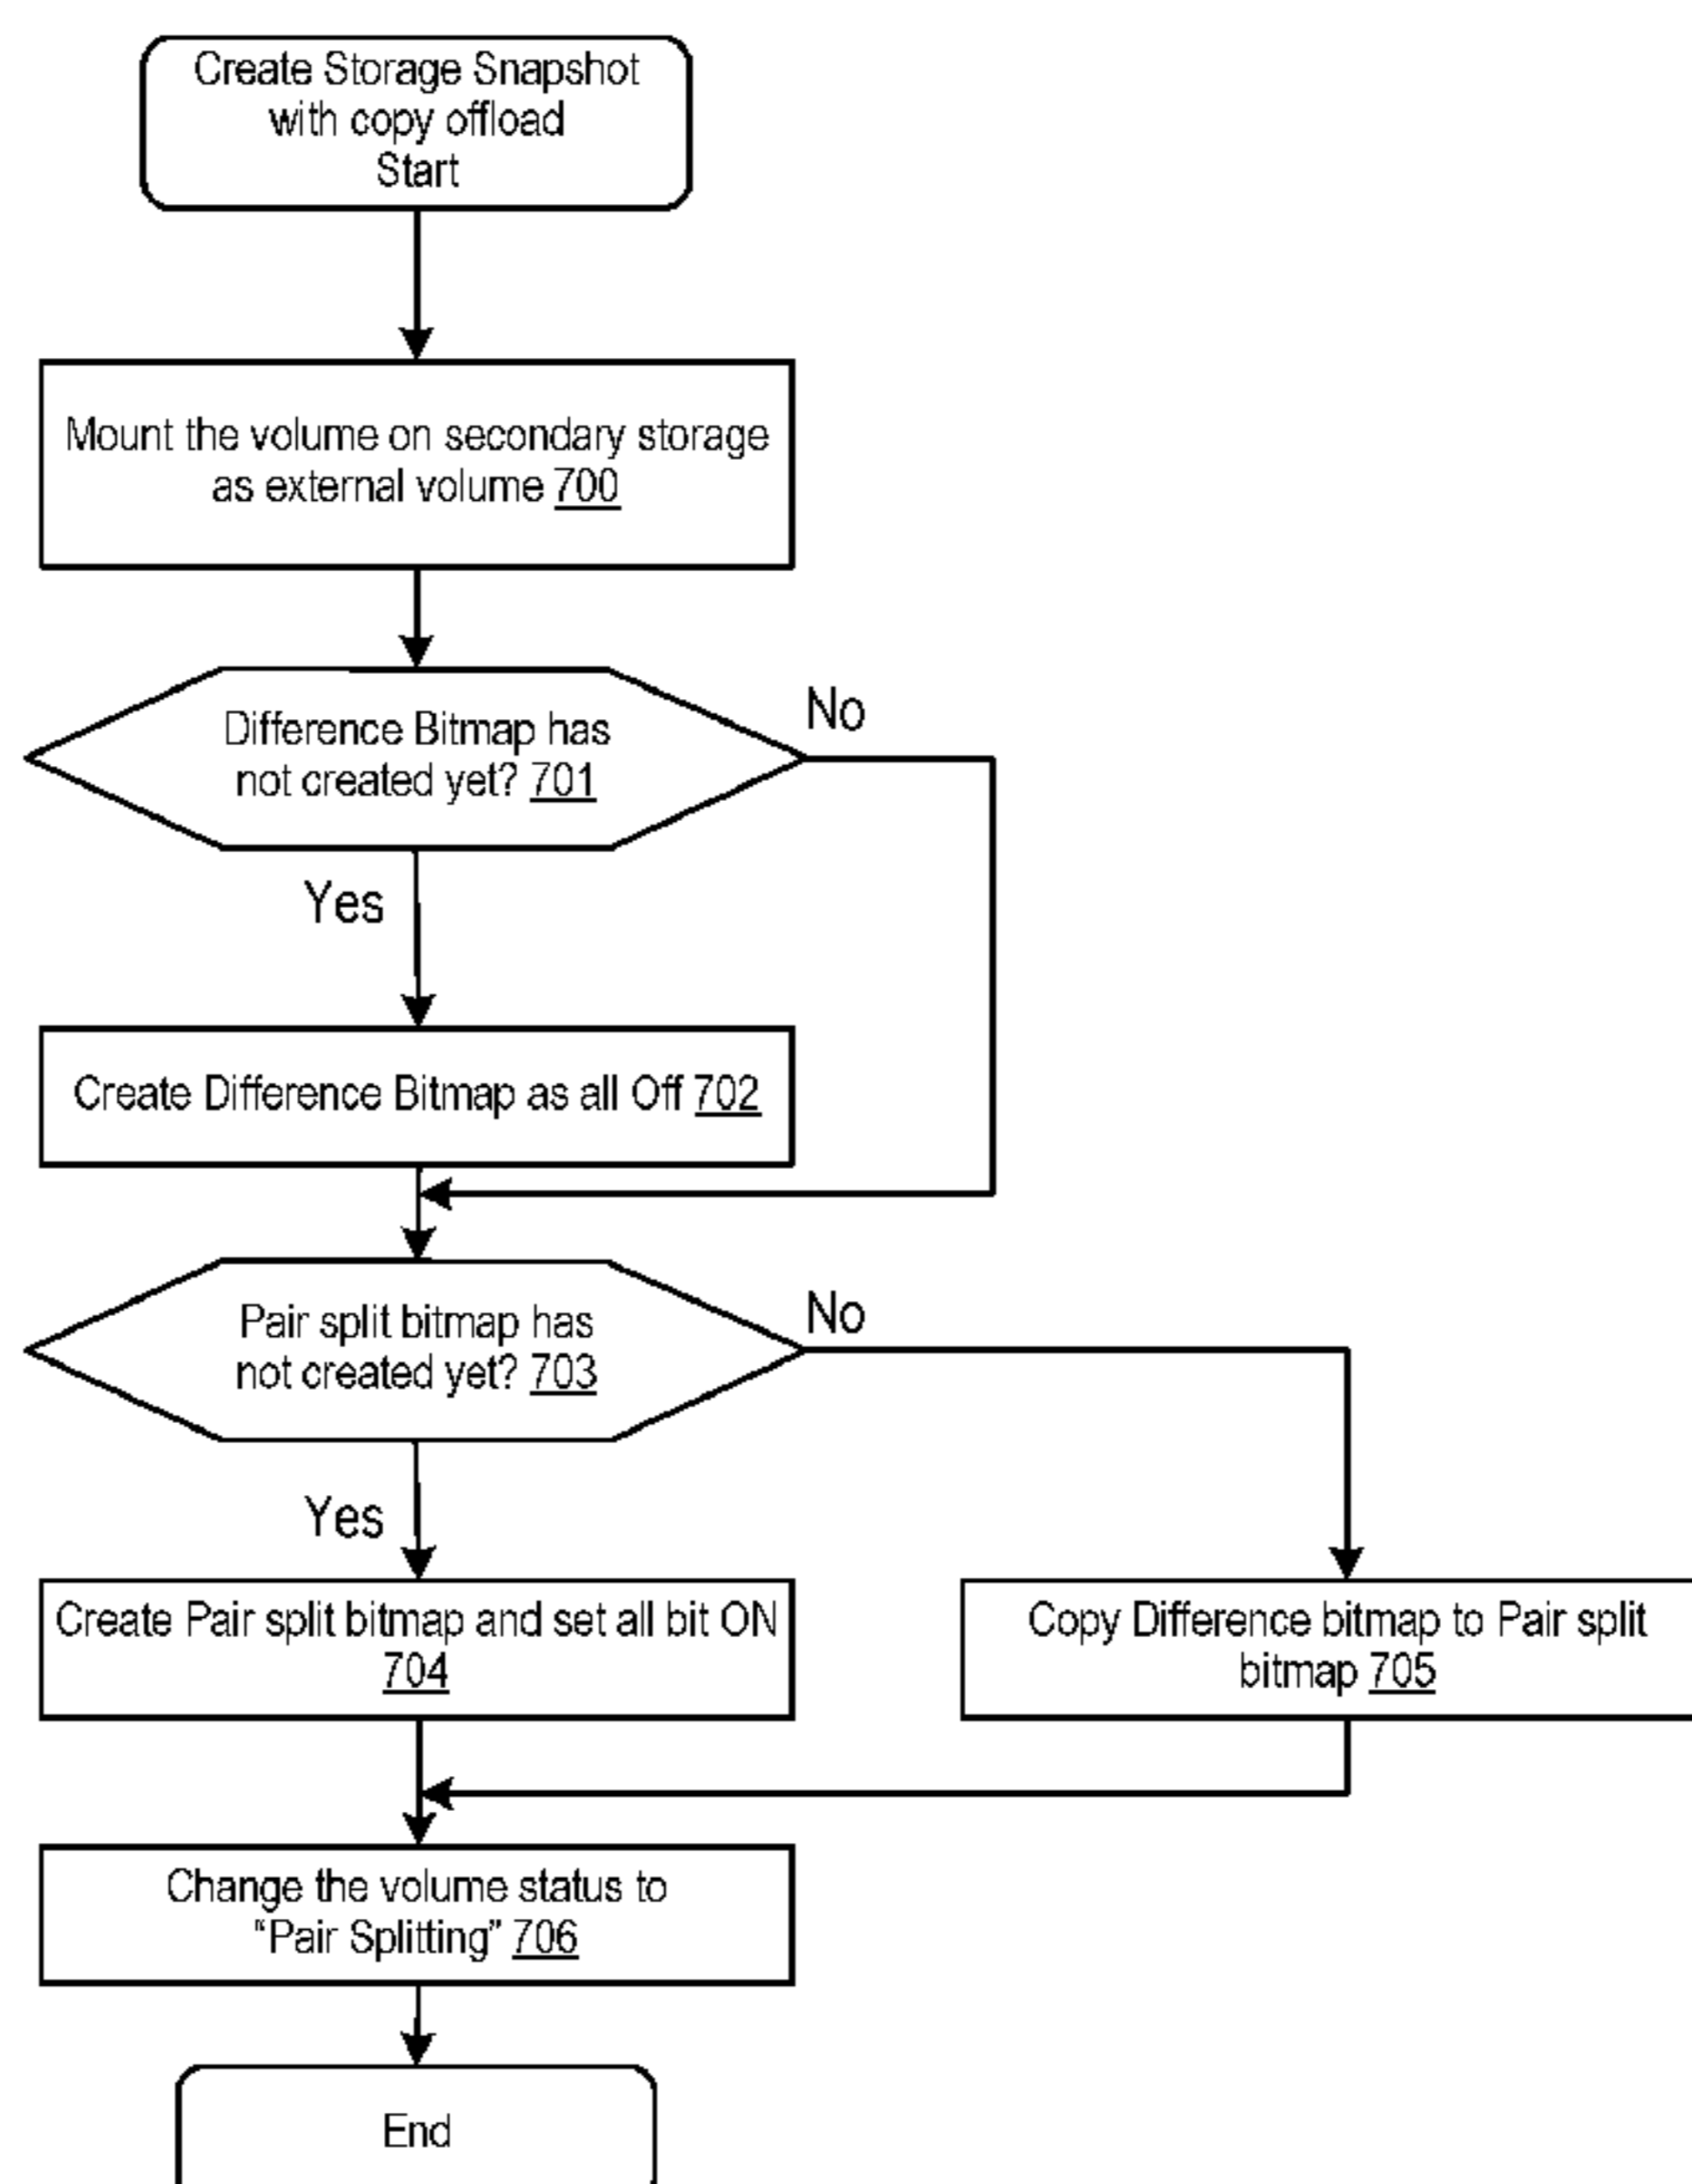 Create Storage Snapshot
with copy offload
Start
Mount the volume on secondary storage
as external volume 700
Difference Bitmap has
not created yet? 701
No
Yes
Create Difference Bitmap as all Off 702
Pair split bitmap has
not created yet? 703
No
Yes
Create Pair split bitmap and set all bit ON
704
Copy Difference bitmap to Pair split
bitmap 705
Change the volume status to
“Pair Splitting” 706
End